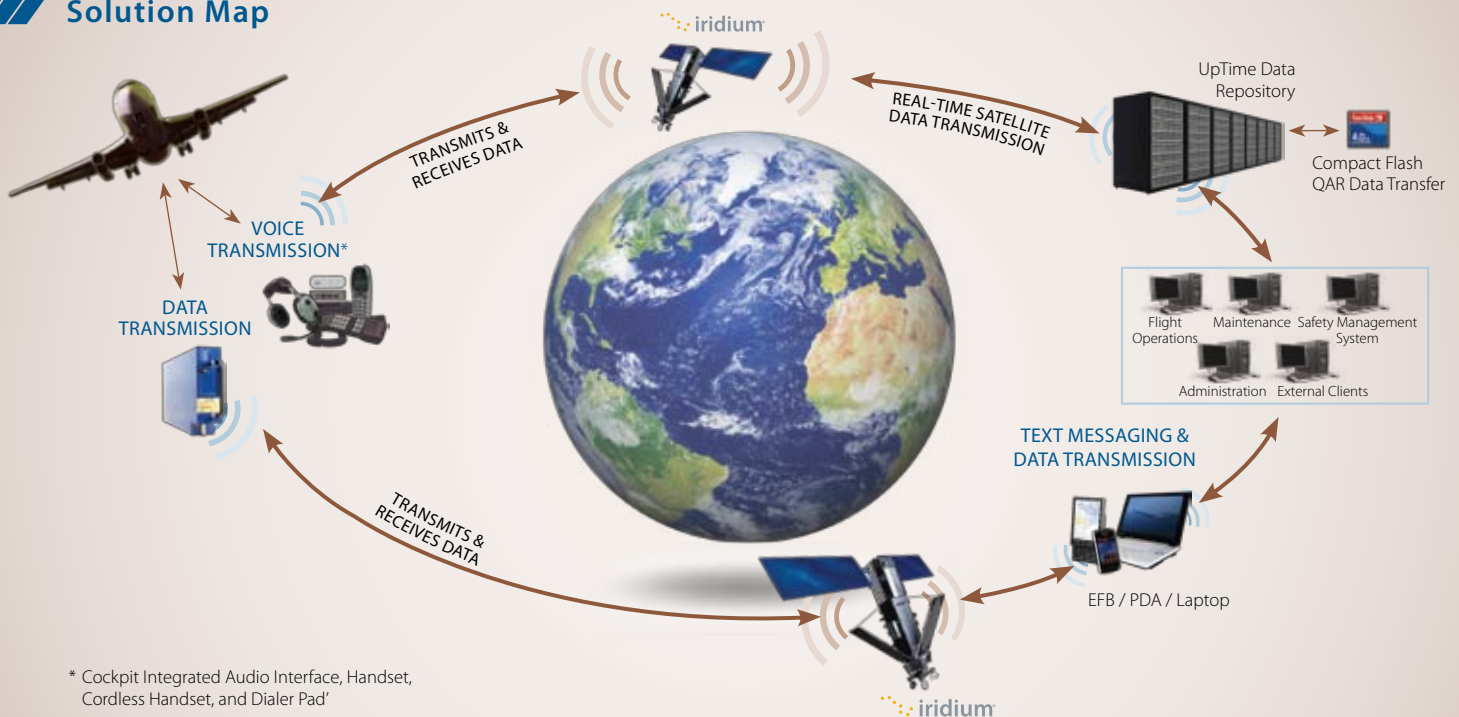 Solution Map
iridium
TRANSMITS &
RECEIVES DATA
REAL-TIME SATELLITE
DATA TRANSMISSION
UpTime Data
Repository
Compact Flash
QAR Data Transfer
VOICE
TRANSMISSION*
DATA
TRANSMISSION
Flight
Operations
Maintenance
Safety Management
System
Administration
External Clients
TEXT MESSAGING &
DATA TRANSMISSION
EFB / PDA / Laptop
TRANSMITS &
RECEIVES DATA
iridium
* Cockpit Integrated Audio Interface, Handset,
Cordless Handset, and Dialer Pad'